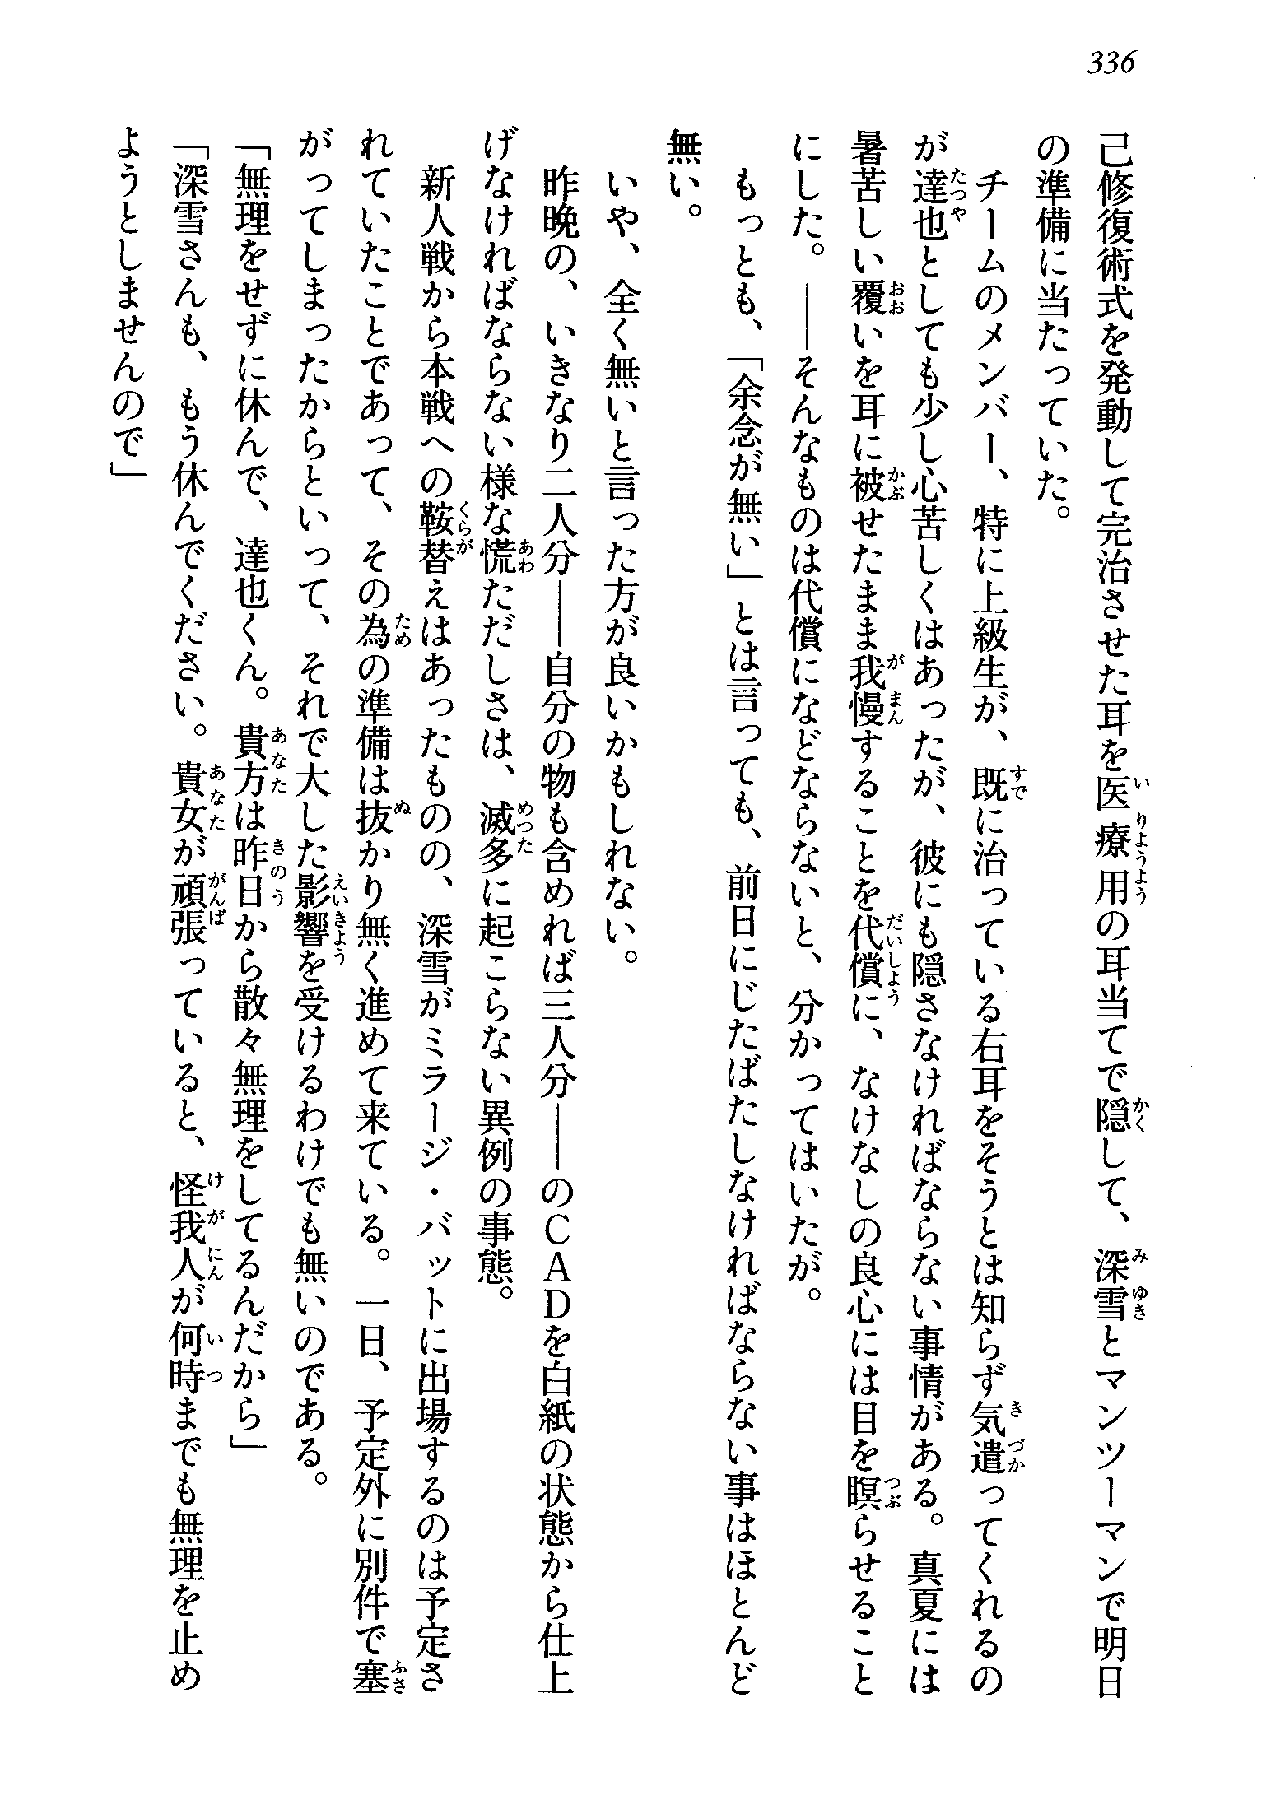 336
己修復術式を発動して完治させた耳を医療用の耳当てで隠して、深雪とマンツーマンで明日
の準備に当たっていた。
チームのメンバー、特に上級生が、既に治っている右耳をそうとは知らず気遣ってくれるの
が達也としても少し心苦しくはあったが、彼にも隠さなければならない事情がある。真夏には
暑苦しい覆いを耳に被せたまま我慢することを代償に、なけなしの良心には目を瞑らせること
にした。――そんなものは代償になどならないと、分かってはいたが。
もっとも、「余念が無い」とは言っても、前日にじたばたしなければならない事はほとんど
無い。
いや、全く無いと言った方が良いかもしれない。
昨晩の、いきなり二人分――自分の物も含めれば三人分――のＣＡＤを白紙の状態から仕上
げなければならない様な慌ただしさは、滅多に起こらない異例の事態。
新人戦から本戦への鞍替えはあったものの、深雪がミラージ・バットに出場するのは予定さ
れていたことであって、その為の準備は抜かり無く進めて来ている。一日、予定外に別件で塞
がってしまったからといって、それで大した影響を受けるわけでも無いのである。
「無理をせずに休んで、達也くん。貴方は昨日から散々無理をしてるんだから」
「深雪さんも、もう休んでください。貴女が頑張っていると、怪我人が何時までも無理を止め
ようとしませんので」